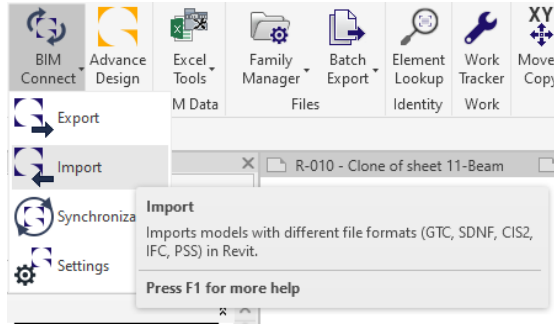 XY
BIM Advance Excel Family Batch Element Work Move
Connect Design Tools Manager Export Lookup Tracker Copy
M Data Files Identity Work
Export
Import
R-010 - Clone of sheet 11-Beam
Synchroniza
Import
Imports models with different file formats (GTC, SDNF, CIS2,
IFC, PSS) in Revit.
Settings
Press F1 for more help